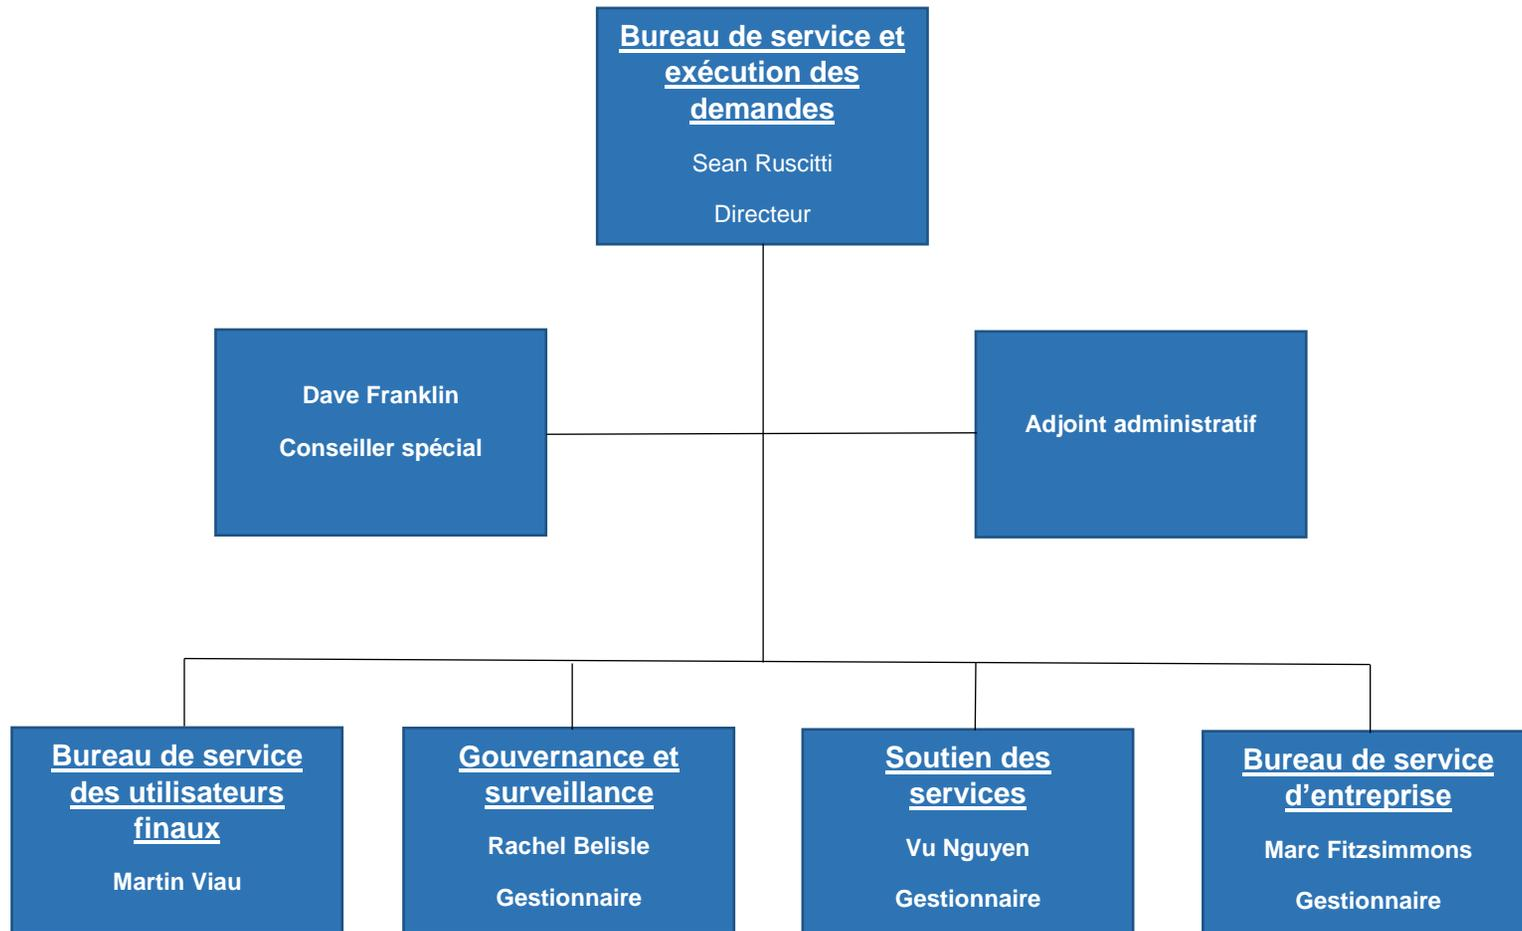 Bureau de service et
exécution des
demandes
Sean Ruscitti
Directeur
Dave Franklin
Conseiller spécial
Adjoint administratif
Bureau de service
des utilisateurs
finaux
Martin Viau
Gouvernance et
surveillance
Rachel Belisle
Gestionnaire
Soutien des
services
Vu Nguyen
Gestionnaire
Bureau de service
d’entreprise
Marc Fitzsimmons
Gestionnaire